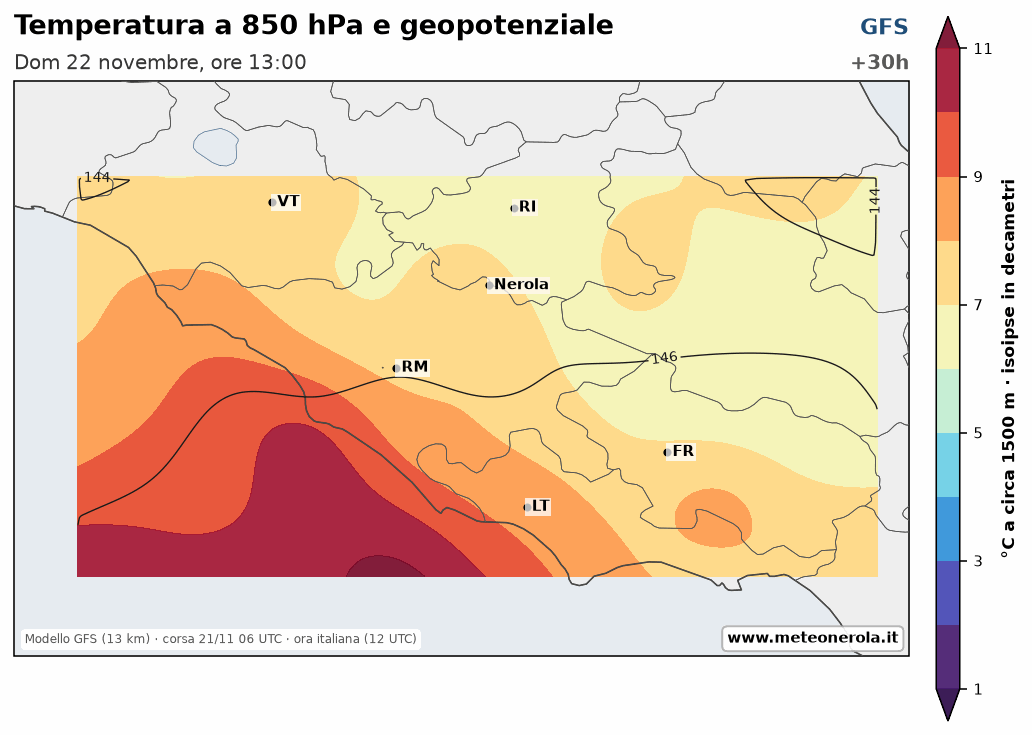 Temperatura a 850 hPa e geopotenziale
GFS
Dom 22 novembre, ore 13:00
+30h
144
VT
RI
144
Nerola
146
RM
FR
LT
11
9
7
5
3
1
°C a circa 1500 m · isoipse in decametri
Modello GFS (13 km) · corsa 21/11 06 UTC · ora italiana (12 UTC)
www.meteonerola.it